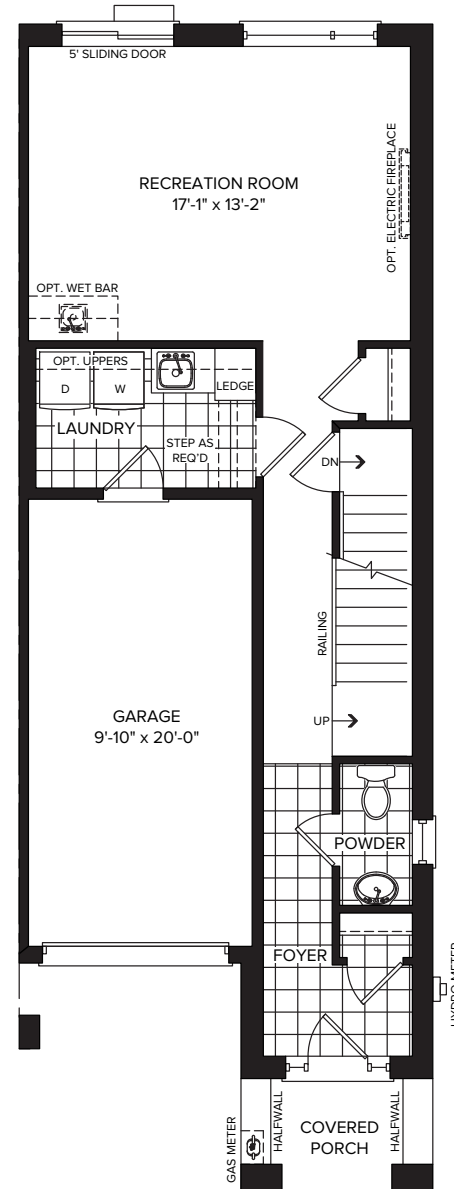 5' SLIDING DOOR
RECREATION ROOM
17'-1" x 13'-2"
OPT. ELECTRIC FIREPLACE
OPT. WET BAR
OPT. UPPERS
D
W
LEDGE
LAUNDRY
STEP AS
REQ'D
DN
RAILING
UP
GARAGE
9'-10" x 20'-0"
POWDER
FOYER
HYDRO METER
GAS METER
HALFWALL
COVERED
PORCH
HALFWALL